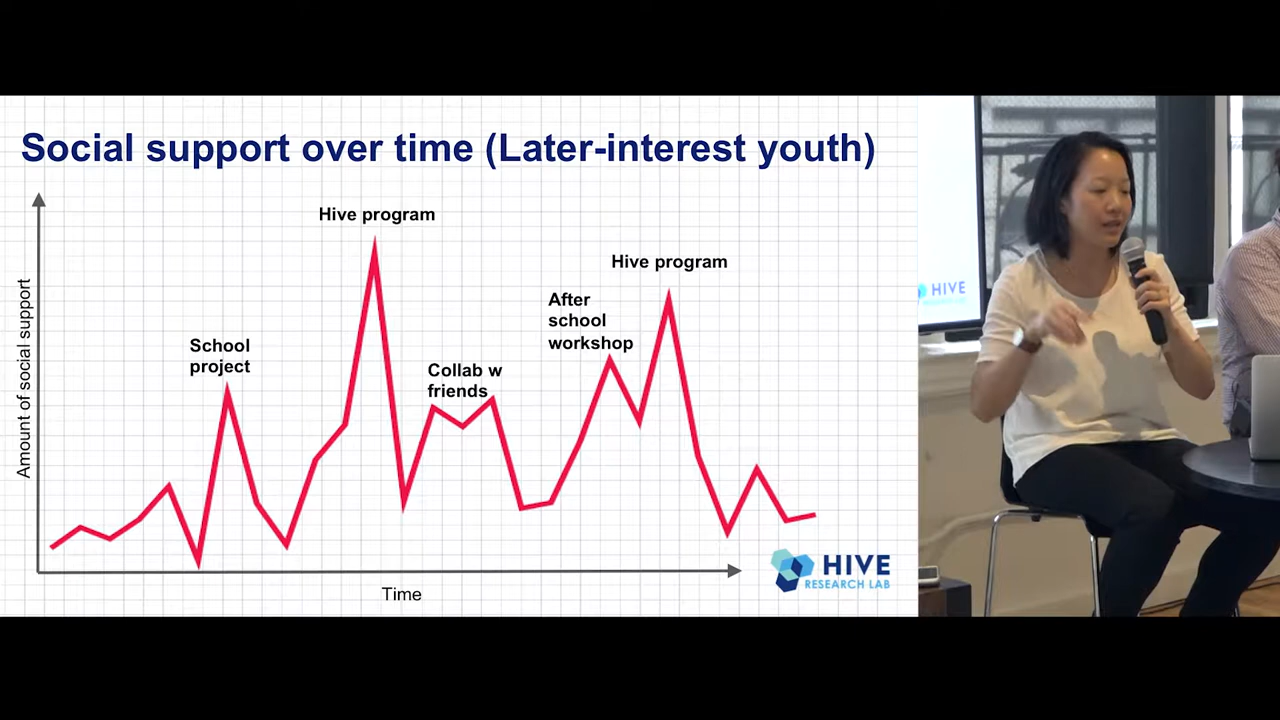 Social support over time (Later-interest youth)
Hive program
Hive program
After
school
workshop
School
project
Collab w
friends
Amount of social support
Time
HIVE
RESEARCH LAB
HIVE